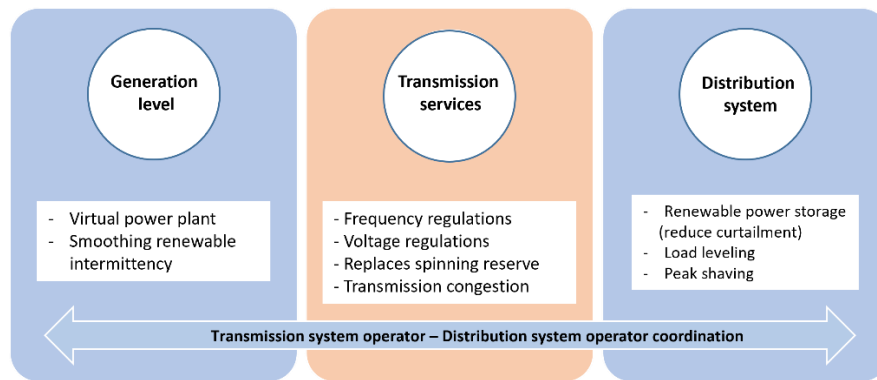 Generation
level
- Virtual power plant
- Smoothing renewable
intermittency
Transmission
services
- Frequency regulations
- Voltage regulations
- Replaces spinning reserve
- Transmission congestion
Distribution
system
- Renewable power storage
(reduce curtailment)
- Load leveling
- Peak shaving
Transmission system operator – Distribution system operator coordination